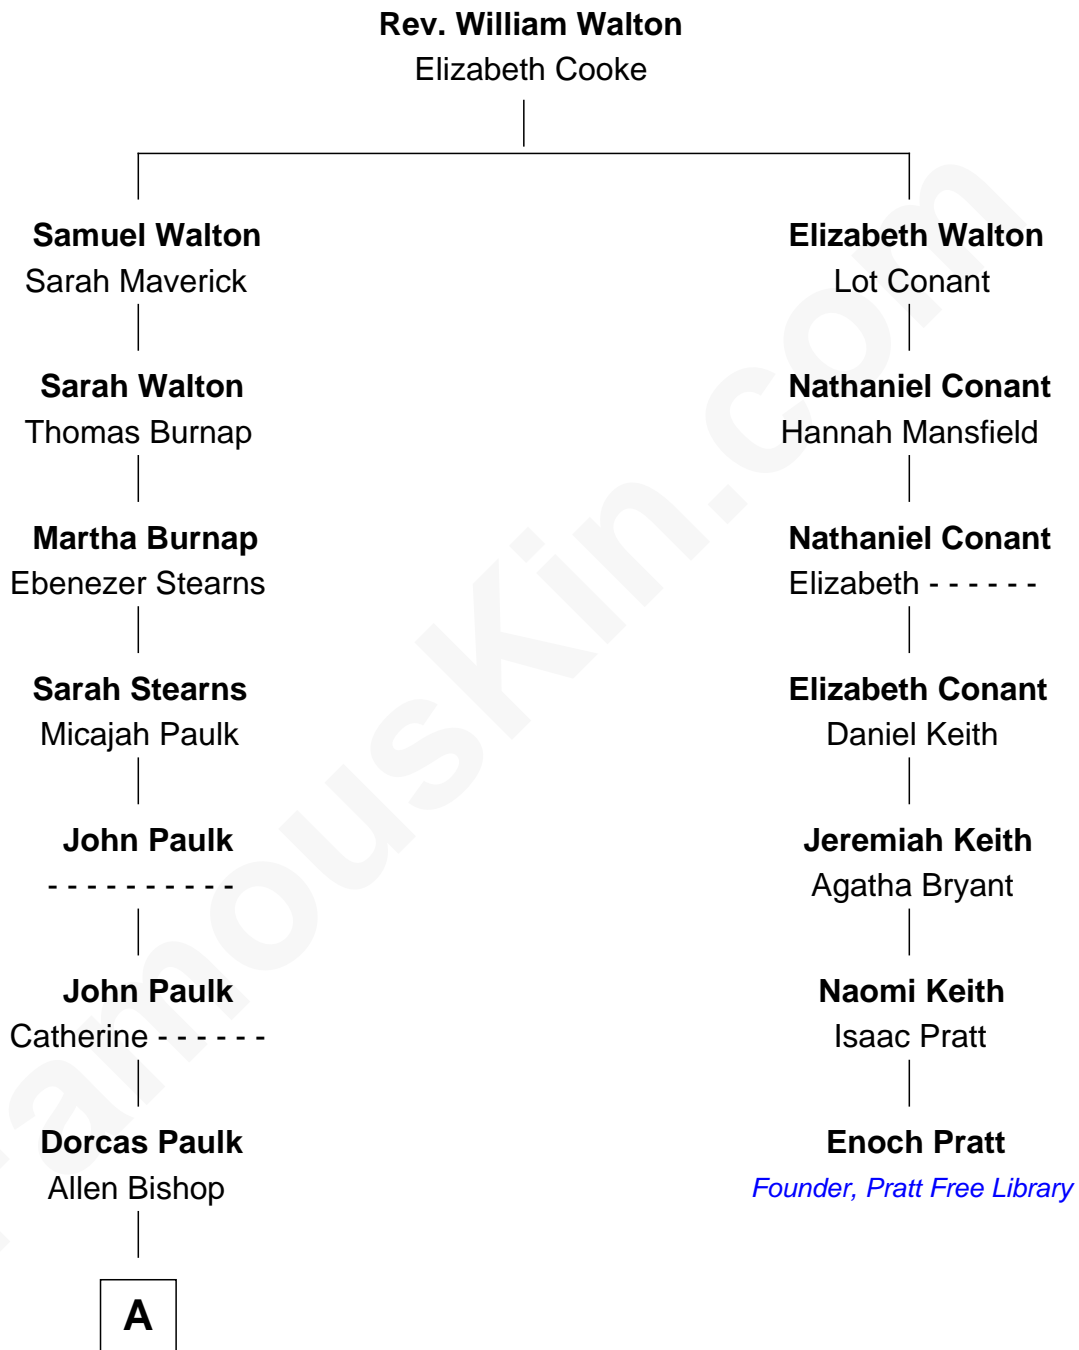 Rev. William Walton
Elizabeth Cooke
Samuel Walton
Sarah Maverick
Sarah Walton
Thomas Burnap
Martha Burnap
Ebenezer Stearns
Sarah Stearns
Micajah Paulk
John Paulk
- - - - - - - - - -
John Paulk
Catherine - - - - - -
Dorcas Paulk
Allen Bishop
A
Elizabeth Walton
Lot Conant
Nathaniel Conant
Hannah Mansfield
Nathaniel Conant
Elizabeth - - - - - -
Elizabeth Conant
Daniel Keith
Jeremiah Keith
Agatha Bryant
Naomi Keith
Isaac Pratt
Enoch Pratt
Founder, Pratt Free Library
FamousKin.com